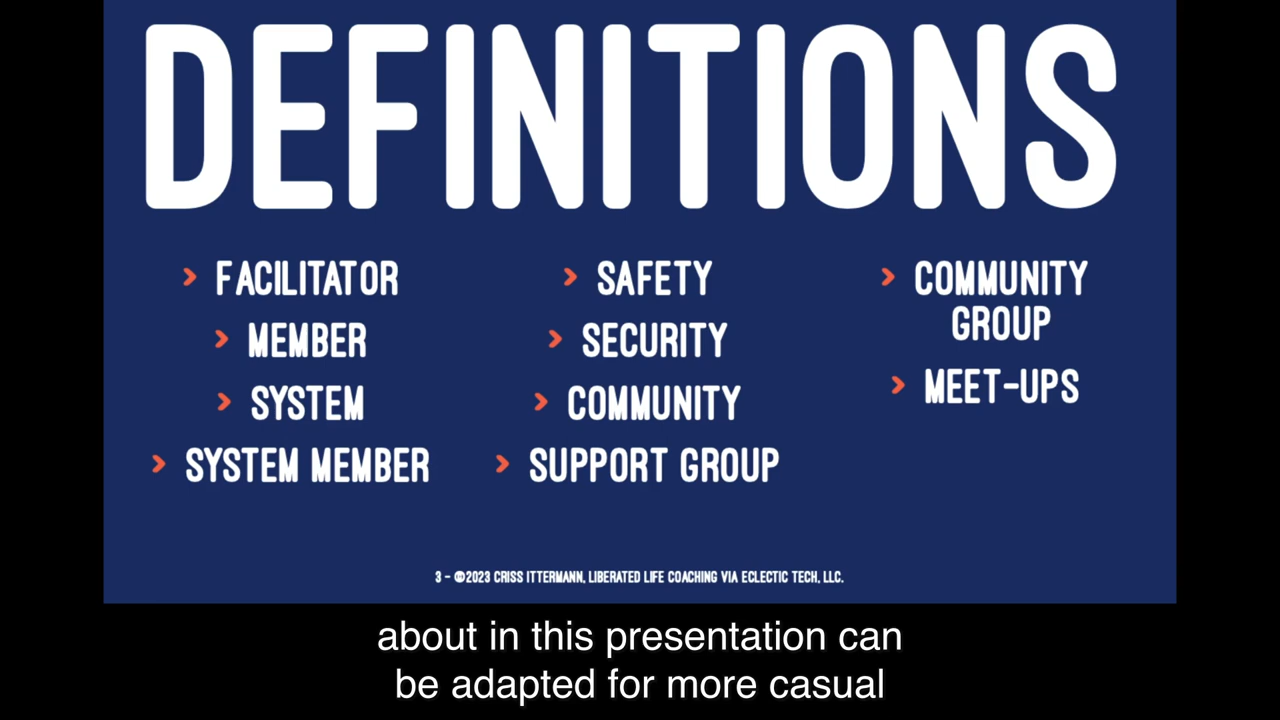 DEFINITIONS
> FACILITATOR
> MEMBER
> SYSTEM
> SYSTEM MEMBER
> SAFETY
> SECURITY
> COMMUNITY
> SUPPORT GROUP
> COMMUNITY
GROUP
> MEET-UPS
3 - ©2023 CRISS ITTERMANN, LIBERATED LIFE COACHING VIA ECLECTIC TECH, LLC.
about in this presentation can
be adapted for more casual